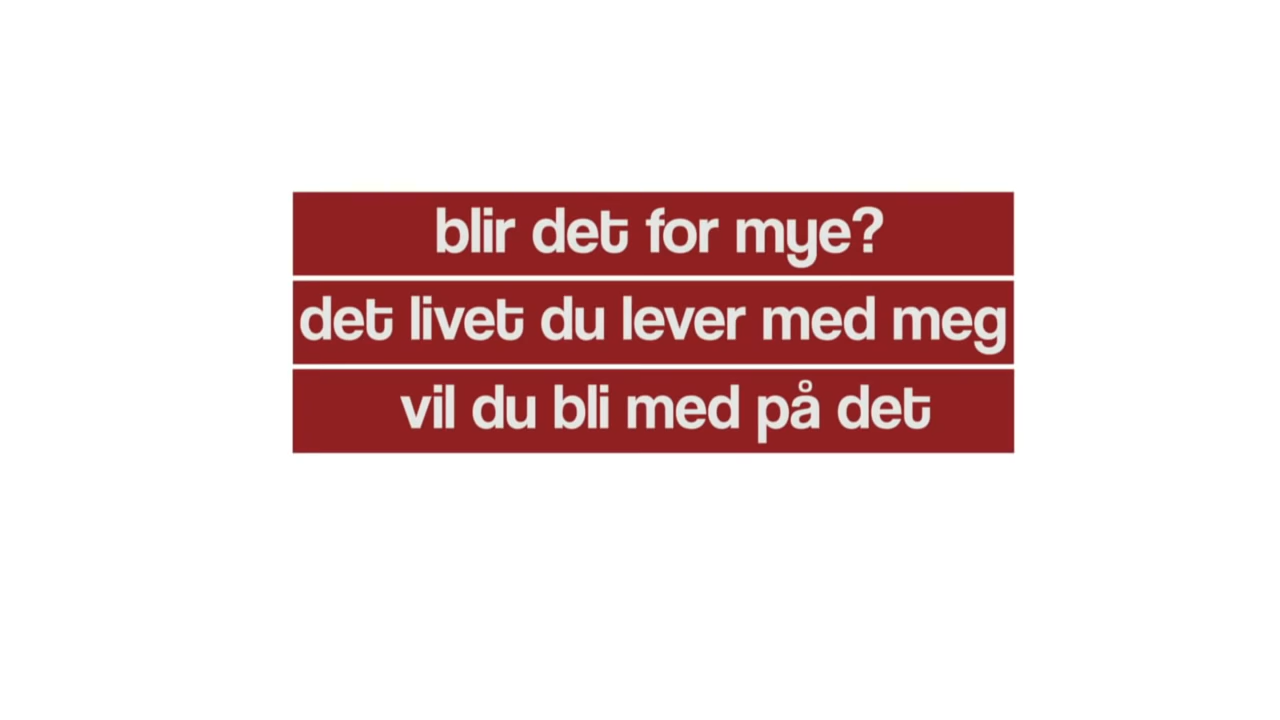 blir det for mye?
det livet du lever med meg
vil du bli med på det